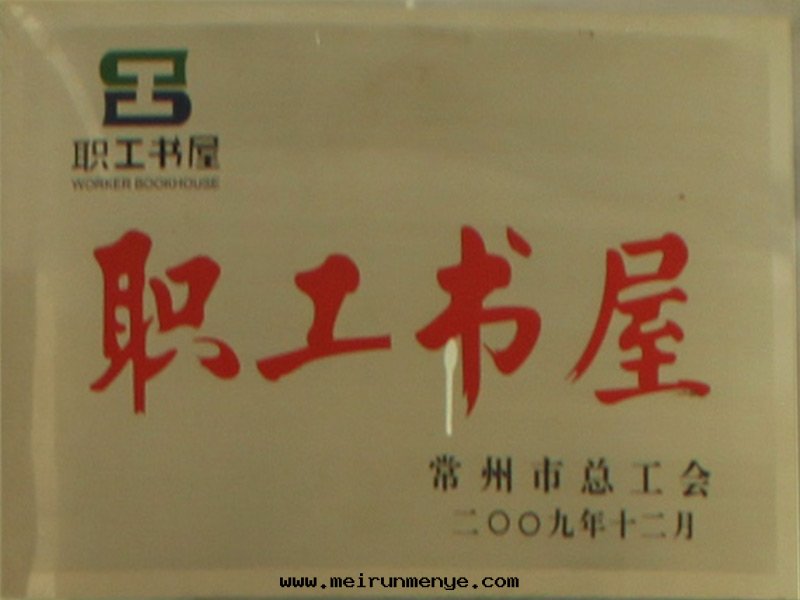 职工书屋
WORKER BOOKHOUSE
职工书屋
常州市总工会
二〇〇九年十二月
www.meirunmenye.com